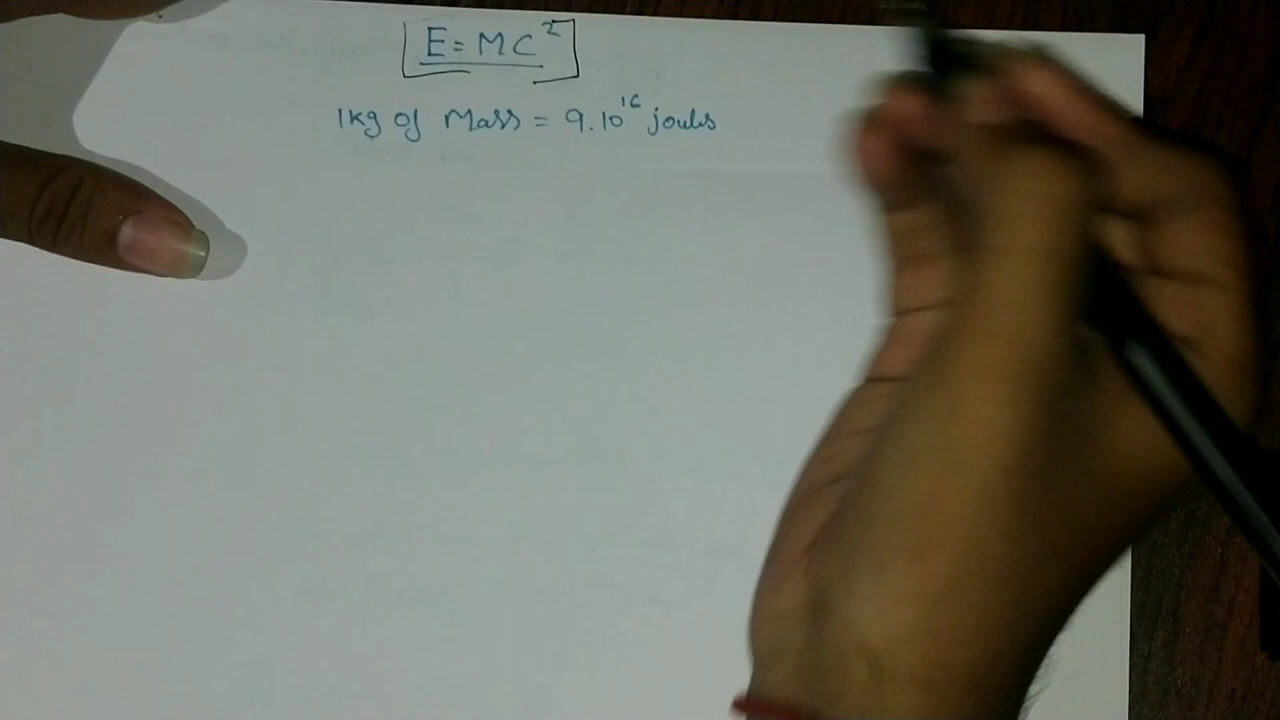 E = MC²
1kg of Mass = 9.10¹⁶ joules